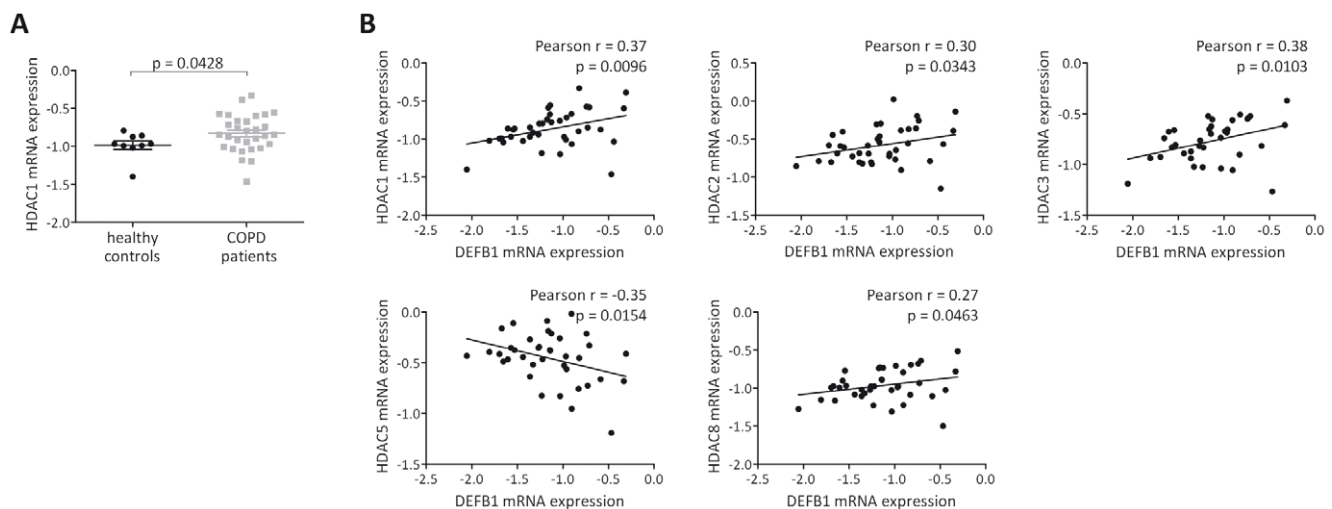 A
HDAC1 mRNA expression
p = 0.0428
0.0
-0.5
-1.0
-1.5
-2.0
healthy
controls
COPD
patients
B
Pearson r = 0.37
p = 0.0096
HDAC1 mRNA expression
0.0
-0.5
-1.0
-1.5
-2.0
-2.5 -2.0 -1.5 -1.0 -0.5 0.0
DEFB1 mRNA expression
Pearson r = 0.30
p = 0.0343
HDAC2 mRNA expression
0.5
0.0
-0.5
-1.0
-1.5
-2.5 -2.0 -1.5 -1.0 -0.5 0.0
DEFB1 mRNA expression
Pearson r = 0.38
p = 0.0103
HDAC3 mRNA expression
0.0
-0.5
-1.0
-1.5
-2.5 -2.0 -1.5 -1.0 -0.5 0.0
DEFB1 mRNA expression
Pearson r = -0.35
p = 0.0154
HDAC5 mRNA expression
0.0
-0.5
-1.0
-1.5
-2.5 -2.0 -1.5 -1.0 -0.5 0.0
DEFB1 mRNA expression
Pearson r = 0.27
p = 0.0463
HDAC8 mRNA expression
0.0
-0.5
-1.0
-1.5
-2.0
-2.5 -2.0 -1.5 -1.0 -0.5 0.0
DEFB1 mRNA expression